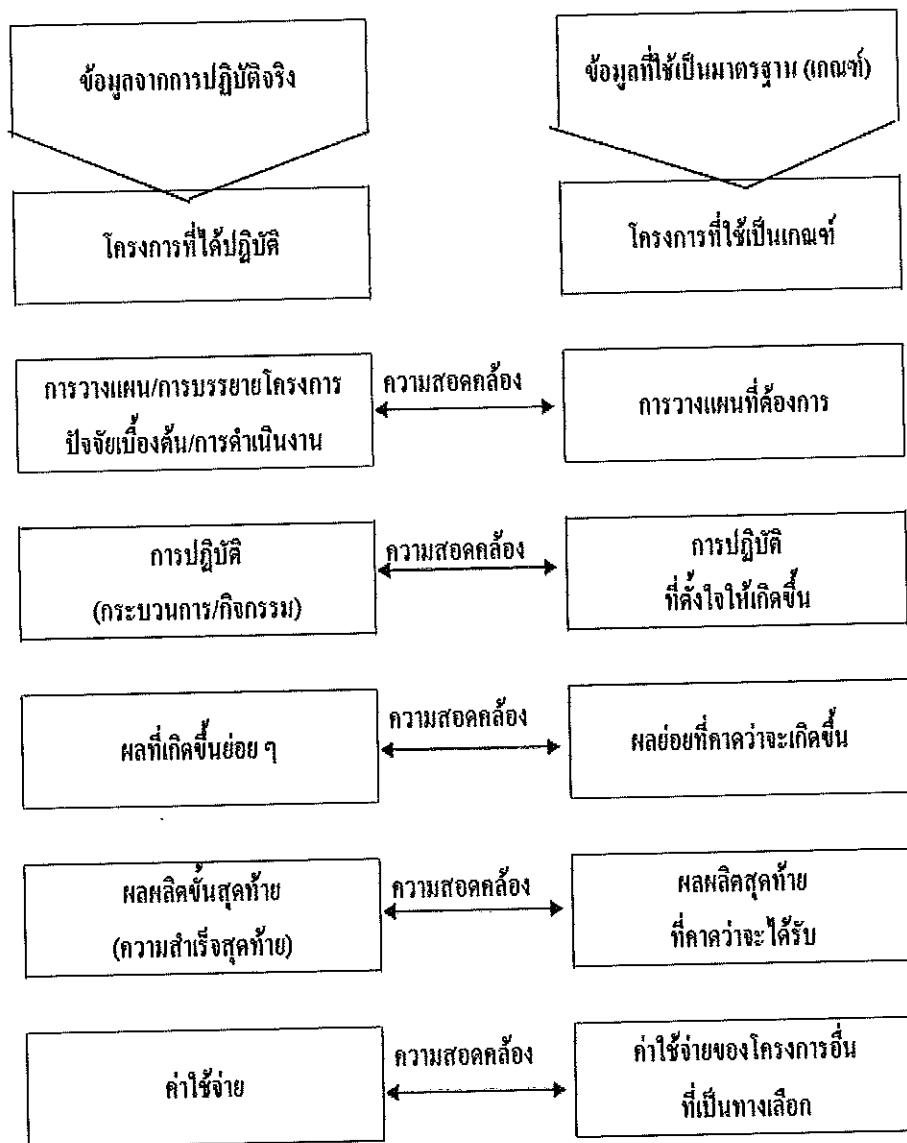 ข้อมูลจากการปฏิบัติจริง
ข้อมูลที่ใช้เป็นมาตรฐาน (เกณฑ์)
โครงการที่ได้ปฏิบัติ
โครงการที่ใช้เป็นเกณฑ์
การวางแผน/การบรรยายโครงการ
ปัจจัยเบื้องต้น/การดำเนินงาน
ความสอดคล้อง
การวางแผนที่ต้องการ
การปฏิบัติ
(กระบวนการ/กิจกรรม)
ความสอดคล้อง
การปฏิบัติ
ที่ตั้งใจให้เกิดขึ้น
ผลที่เกิดขึ้นย่อย ๆ
ความสอดคล้อง
ผลย่อยที่คาดว่าจะเกิดขึ้น
ผลผลิตขั้นสุดท้าย
(ความสำเร็จสุดท้าย)
ความสอดคล้อง
ผลผลิตสุดท้าย
ที่คาดว่าจะได้รับ
ค่าใช้จ่าย
ความสอดคล้อง
ค่าใช้จ่ายของโครงการอื่น
ที่เป็นทางเลือก